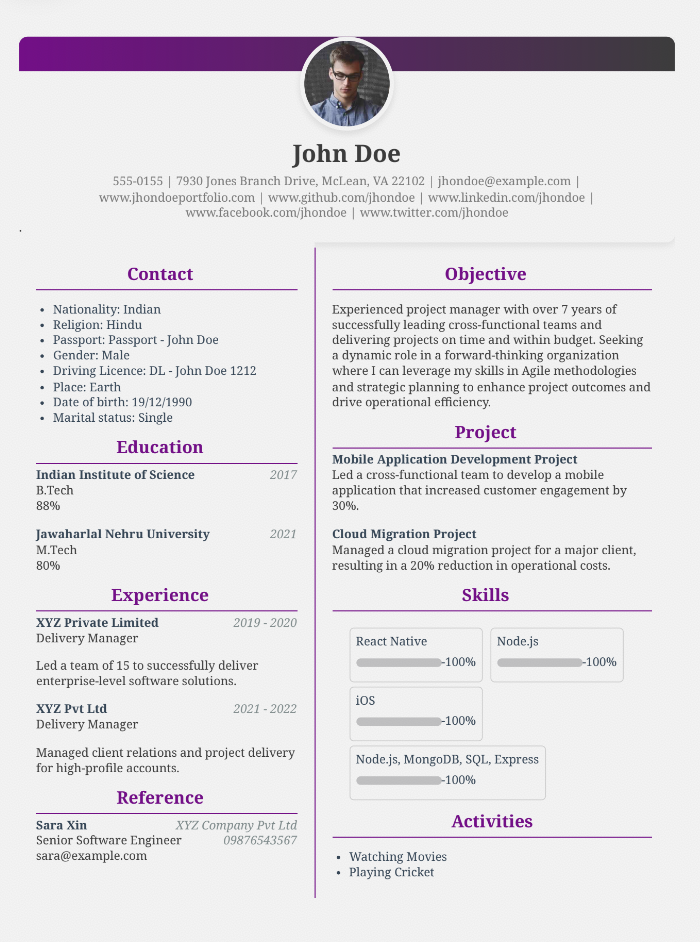 John Doe
555-0155 | 7930 Jones Branch Drive, McLean, VA 22102 | jhondoe@example.com |
www.jhondoeportfolio.com | www.github.com/jhondoe | www.linkedin.com/jhondoe |
www.facebook.com/jhondoe | www.twitter.com/jhondoe
.
Contact
• Nationality: Indian
• Religion: Hindu
• Passport: Passport - John Doe
• Gender: Male
• Driving Licence: DL - John Doe 1212
• Place: Earth
• Date of birth: 19/12/1990
• Marital status: Single
Education
Indian Institute of Science 2017
B.Tech
88%
Jawaharlal Nehru University 2021
M.Tech
80%
Experience
XYZ Private Limited 2019 - 2020
Delivery Manager
Led a team of 15 to successfully deliver
enterprise-level software solutions.
XYZ Pvt Ltd 2021 - 2022
Delivery Manager
Managed client relations and project delivery
for high-profile accounts.
Reference
Sara Xin XYZ Company Pvt Ltd
Senior Software Engineer 09876543567
sara@example.com
Objective
Experienced project manager with over 7 years of
successfully leading cross-functional teams and
delivering projects on time and within budget. Seeking
a dynamic role in a forward-thinking organization
where I can leverage my skills in Agile methodologies
and strategic planning to enhance project outcomes and
drive operational efficiency.
Project
Mobile Application Development Project
Led a cross-functional team to develop a mobile
application that increased customer engagement by
30%.
Cloud Migration Project
Managed a cloud migration project for a major client,
resulting in a 20% reduction in operational costs.
Skills
React Native
-100%
Node.js
-100%
iOS
-100%
Node.js, MongoDB, SQL, Express
-100%
Activities
• Watching Movies
• Playing Cricket